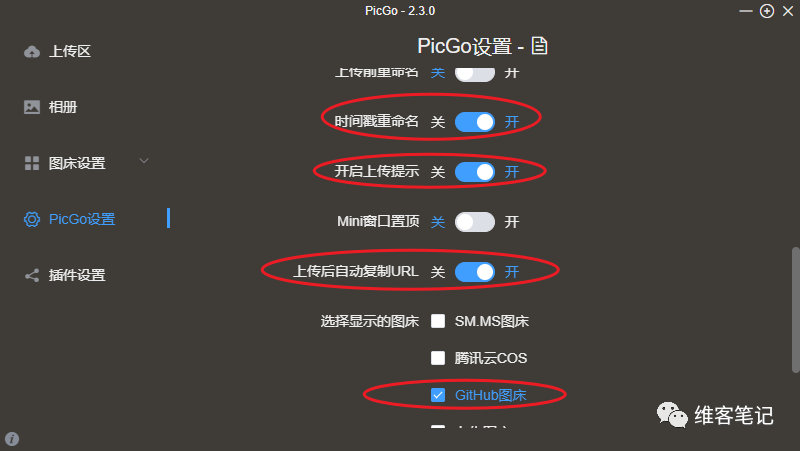 PicGo - 2.3.0
上传区
相册
图床设置
PicGo设置
插件设置
PicGo设置 -
上传前重命名 关 开
时间戳重命名 关 开
开启上传提示 关 开
Mini窗口置顶 关 开
上传后自动复制URL 关 开
选择显示的图床 SM.MS图床
腾讯云COS
GitHub图床
维客笔记